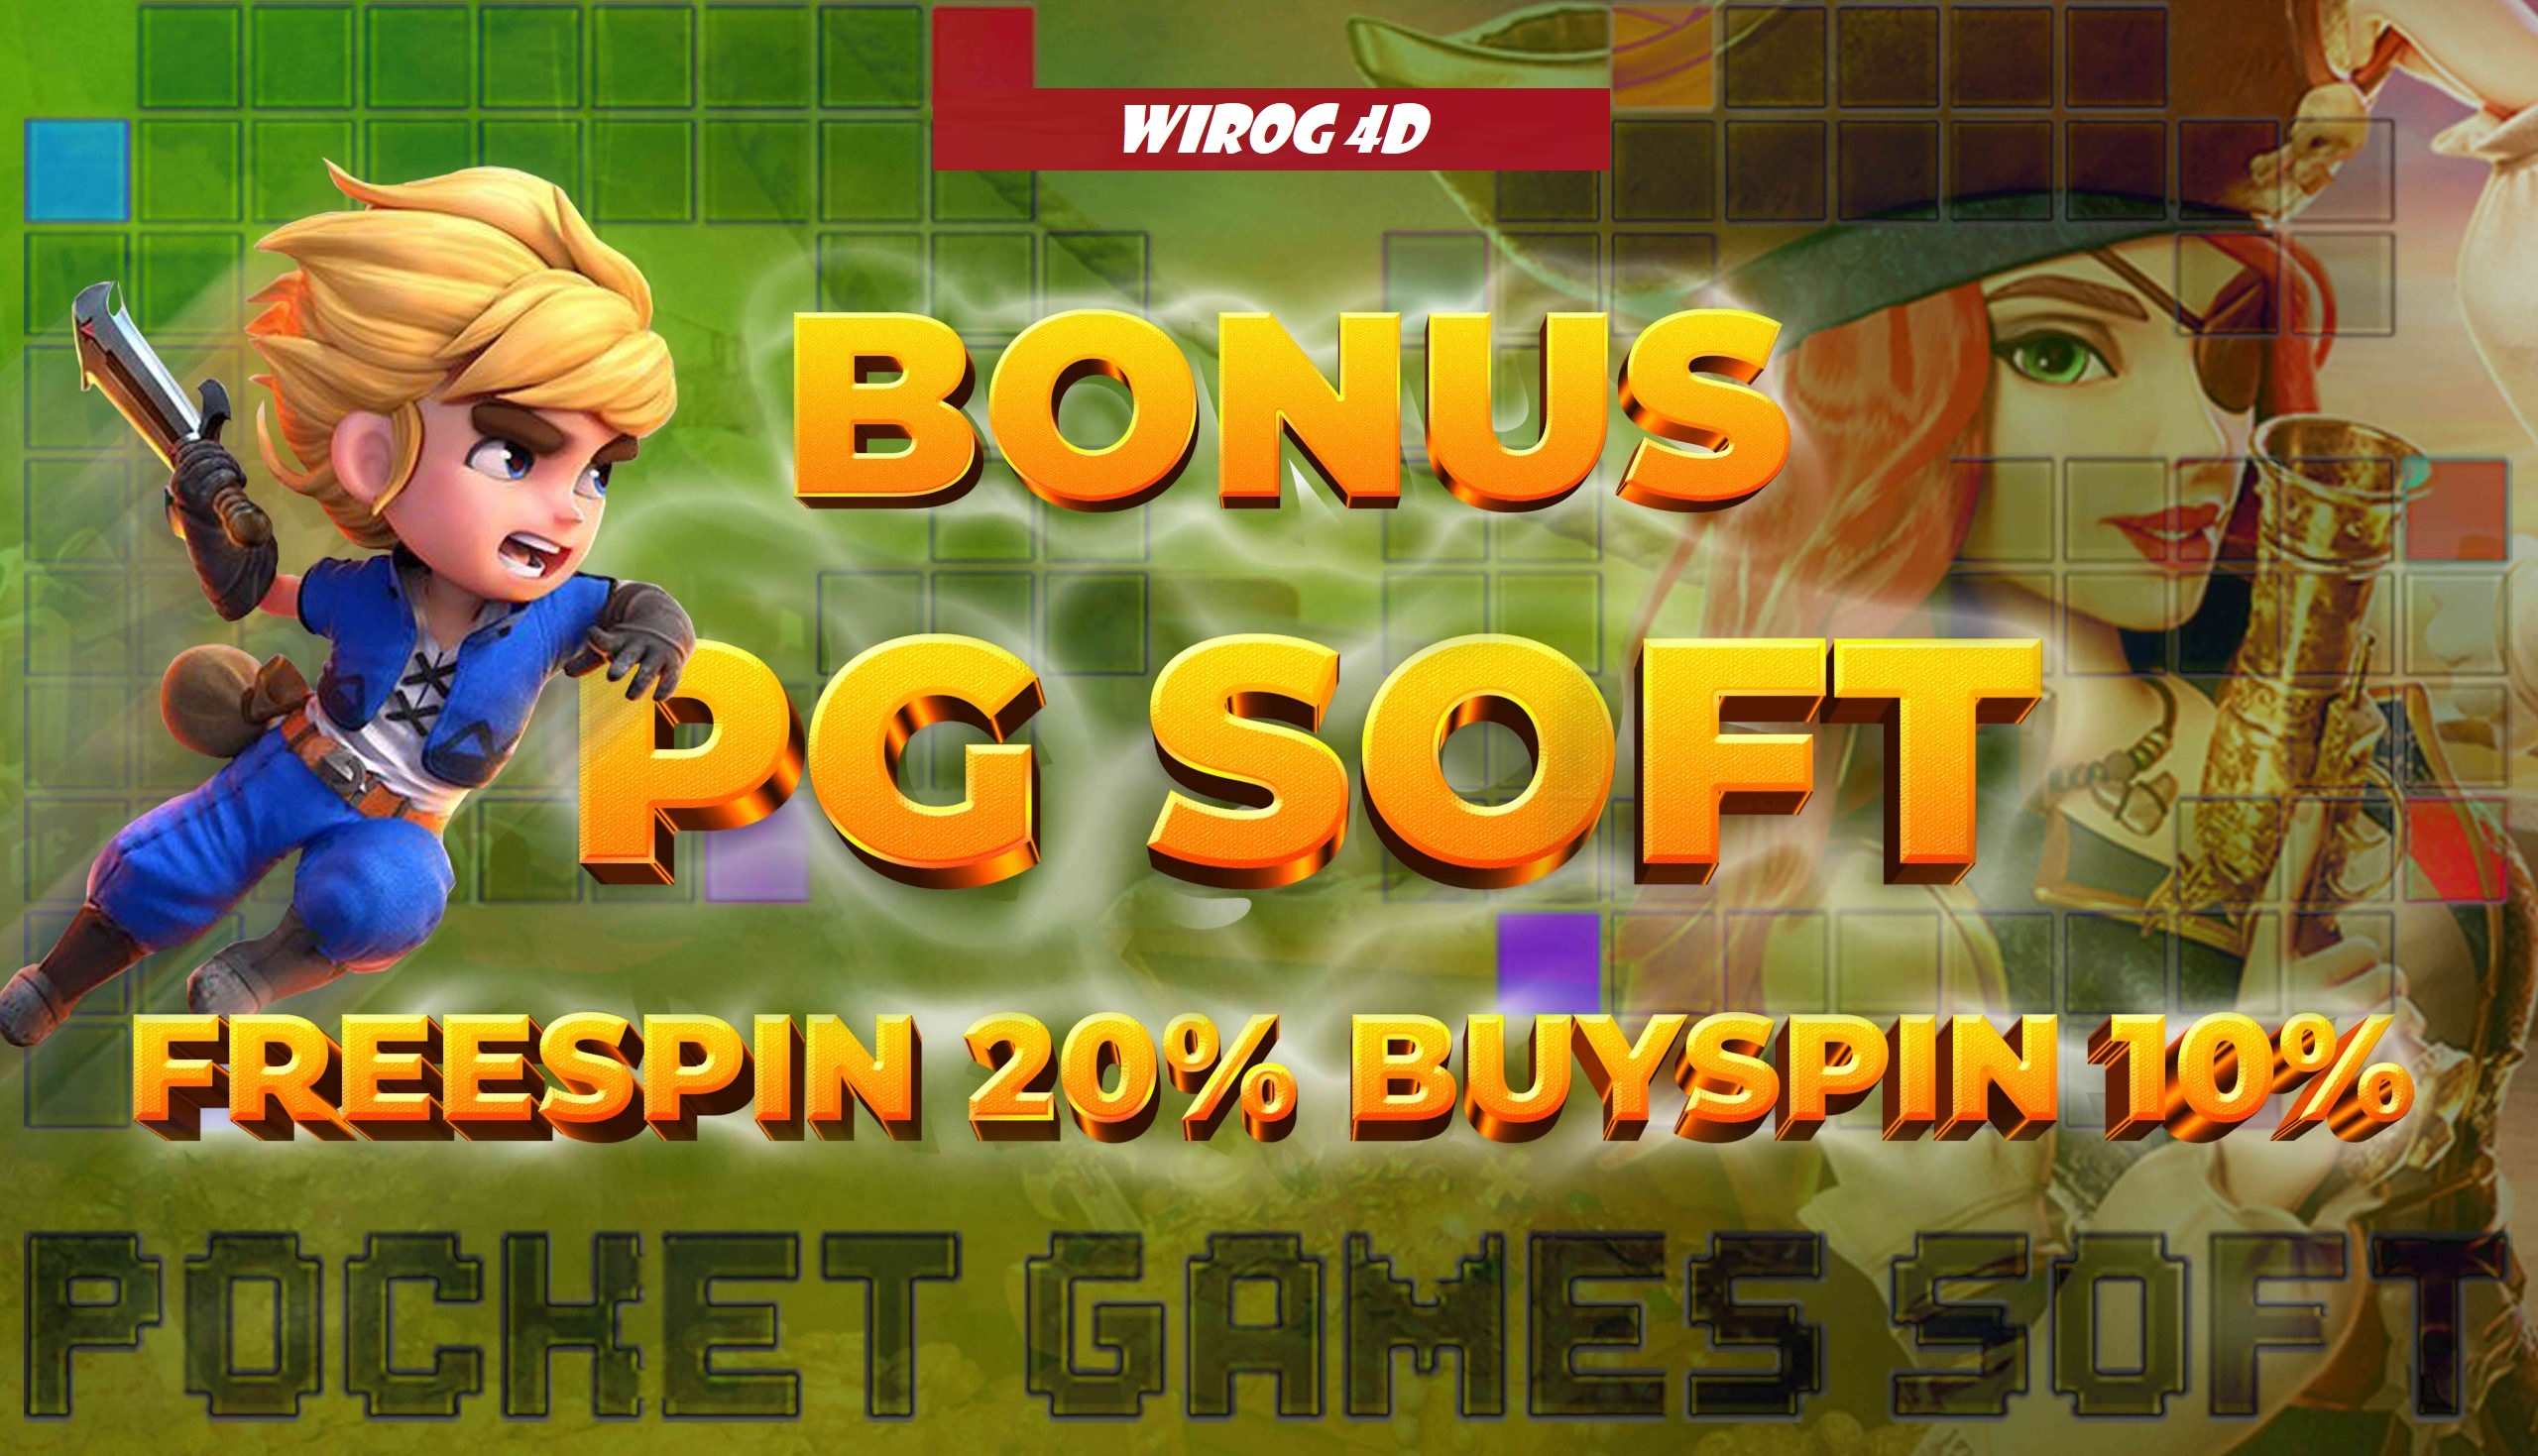 WIROG 4D
BONUS
PG SOFT
FREESPIN 20% BUYSPIN 10%
POCKET GAMES SOFT